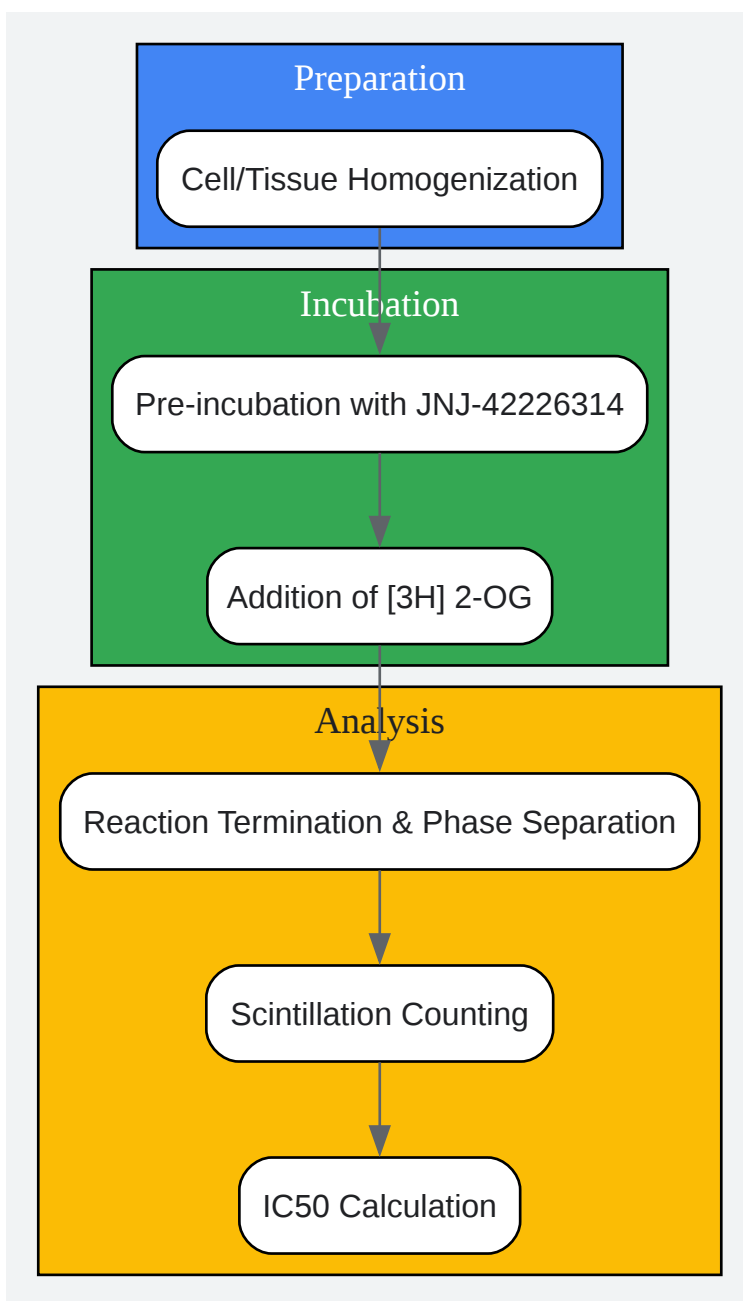 Preparation
Cell/Tissue Homogenization
Incubation
Pre-incubation with JNJ-42226314
Addition of [3H] 2-OG
Analysis
Reaction Termination & Phase Separation
Scintillation Counting
IC50 Calculation